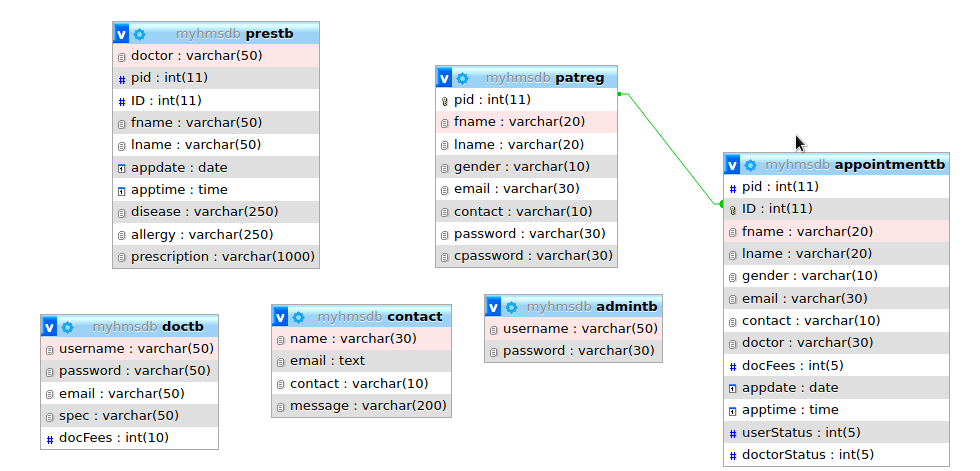 myhmsdb prestb
doctor : varchar(50)
pid : int(11)
ID : int(11)
fname : varchar(50)
lname : varchar(50)
appdate : date
apptime : time
disease : varchar(250)
allergy : varchar(250)
prescription : varchar(1000)
myhmsdb patreg
pid : int(11)
fname : varchar(20)
lname : varchar(20)
gender : varchar(10)
email : varchar(30)
contact : varchar(10)
password : varchar(30)
cpassword : varchar(30)
myhmsdb appointmenttb
pid : int(11)
ID : int(11)
fname : varchar(20)
lname : varchar(20)
gender : varchar(10)
email : varchar(30)
contact : varchar(10)
doctor : varchar(30)
docFees : int(5)
appdate : date
apptime : time
userStatus : int(5)
doctorStatus : int(5)
myhmsdb doctb
username : varchar(50)
password : varchar(50)
email : varchar(50)
spec : varchar(50)
docFees : int(10)
myhmsdb contact
name : varchar(30)
email : text
contact : varchar(10)
message : varchar(200)
myhmsdb admintb
username : varchar(50)
password : varchar(30)